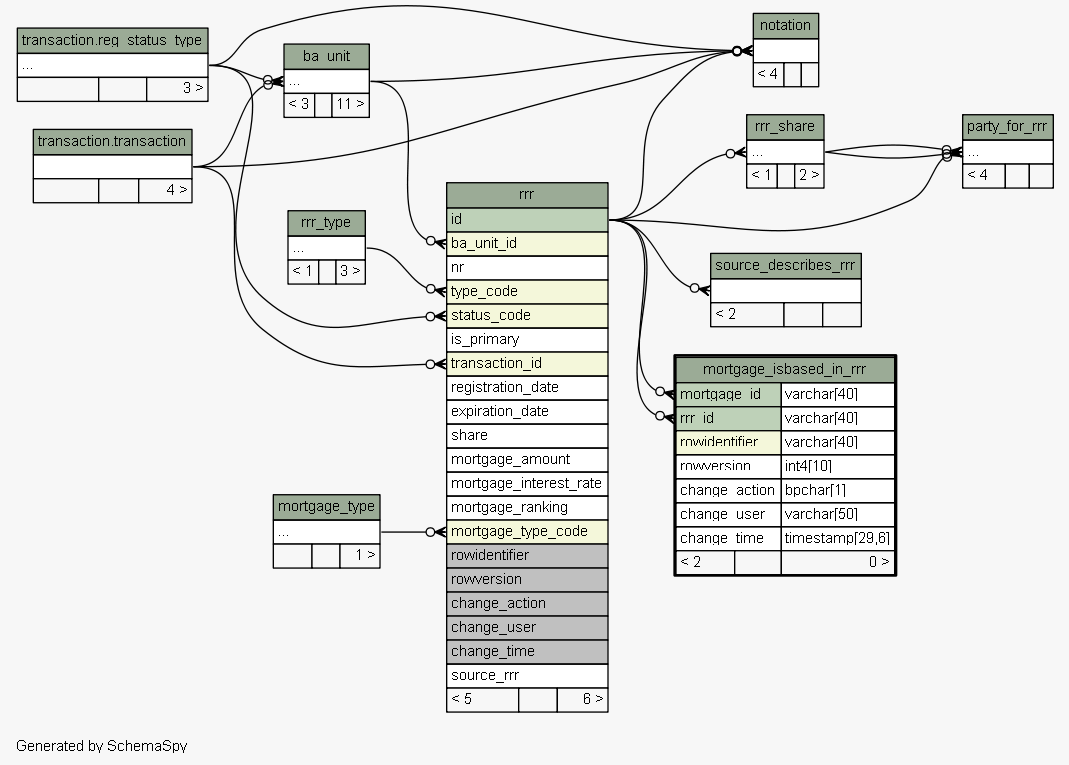 transaction.reg_status_type
...
3 >
ba_unit
...
< 3 11 >
notation
< 4
transaction.transaction
4 >
rrr_share
...
< 1 2 >
party_for_rrr
...
< 4
rrr_type
...
< 1 3 >
rrr
id
ba_unit_id
nr
type_code
status_code
is_primary
transaction_id
registration_date
expiration_date
share
mortgage_amount
mortgage_interest_rate
mortgage_ranking
mortgage_type_code
rowidentifier
rowversion
change_action
change_user
change_time
source_rrr
< 5 6 >
source_describes_rrr
< 2
mortgage_isbased_in_rrr
mortgage_id varchar[40]
rrr_id varchar[40]
rowidentifier varchar[40]
rowversion int4[10]
change_action bpchar[1]
change_user varchar[50]
change_time timestamp[29,6]
< 2 0 >
mortgage_type
...
1 >
Generated by SchemaSpy